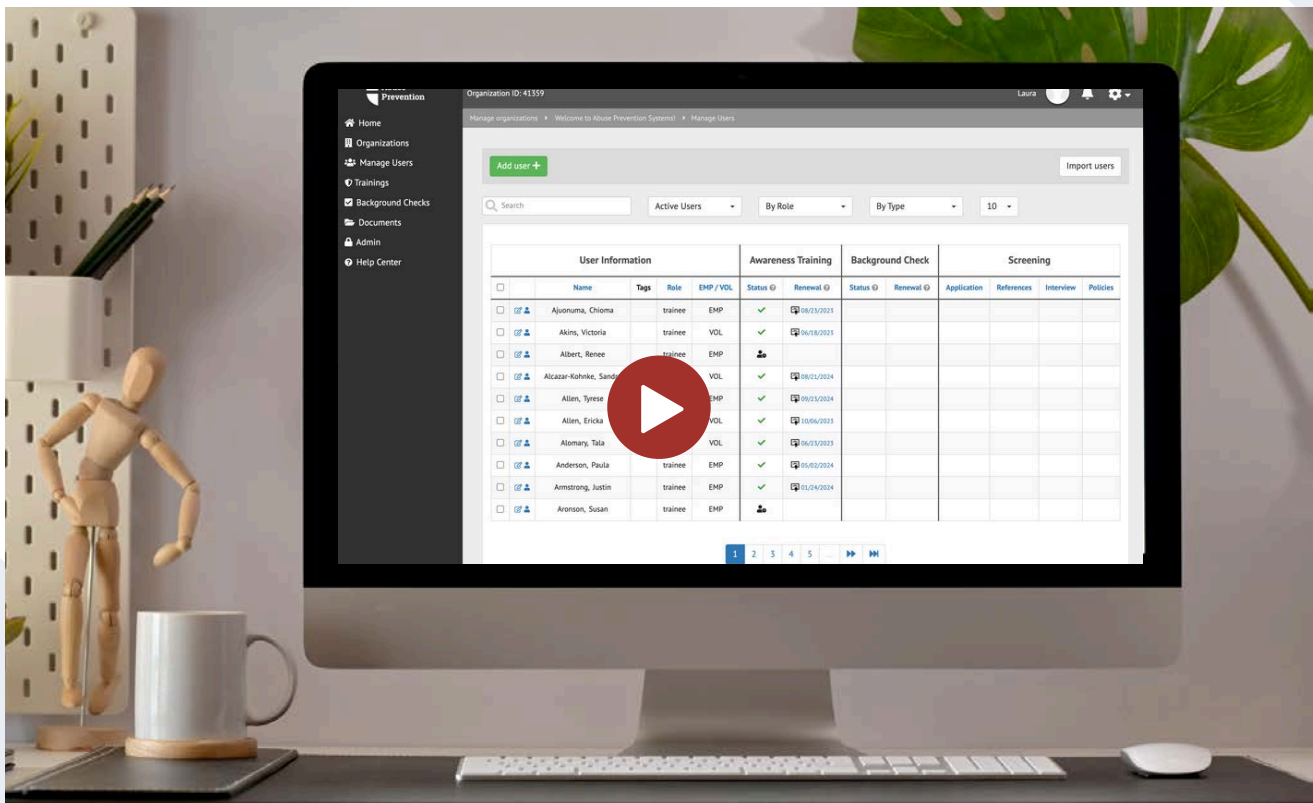 Prevention
Organization ID: 41359
Laura
Home
Organizations
Manage Users
Trainings
Background Checks
Documents
Admin
Help Center
Manage organizations Welcome to Abuse Prevention Systems! Manage Users
Add user
Import users
Search
Active Users By Role By Type 10
User Information Awareness Training Background Check Screening
Name Tags Role EMP / VOL Status Renewal Status Renewal Application References Interview Policies
Ajuonuma, Chioma trainee EMP 08/23/2023
Akins, Victoria trainee VOL 06/18/2023
Albert, Renee trainee EMP
Alcazar-Kohnke, VOL 08/21/2024
Allen, Tyrese EMP 09/23/2024
Allen, Ericka VOL 10/06/2023
Alomary, Tala VOL 06/23/2023
Anderson, Paula trainee EMP 05/02/2024
Armstrong, Justin trainee EMP 01/24/2024
Aronson, Susan trainee EMP
1 2 3 4 5 ...